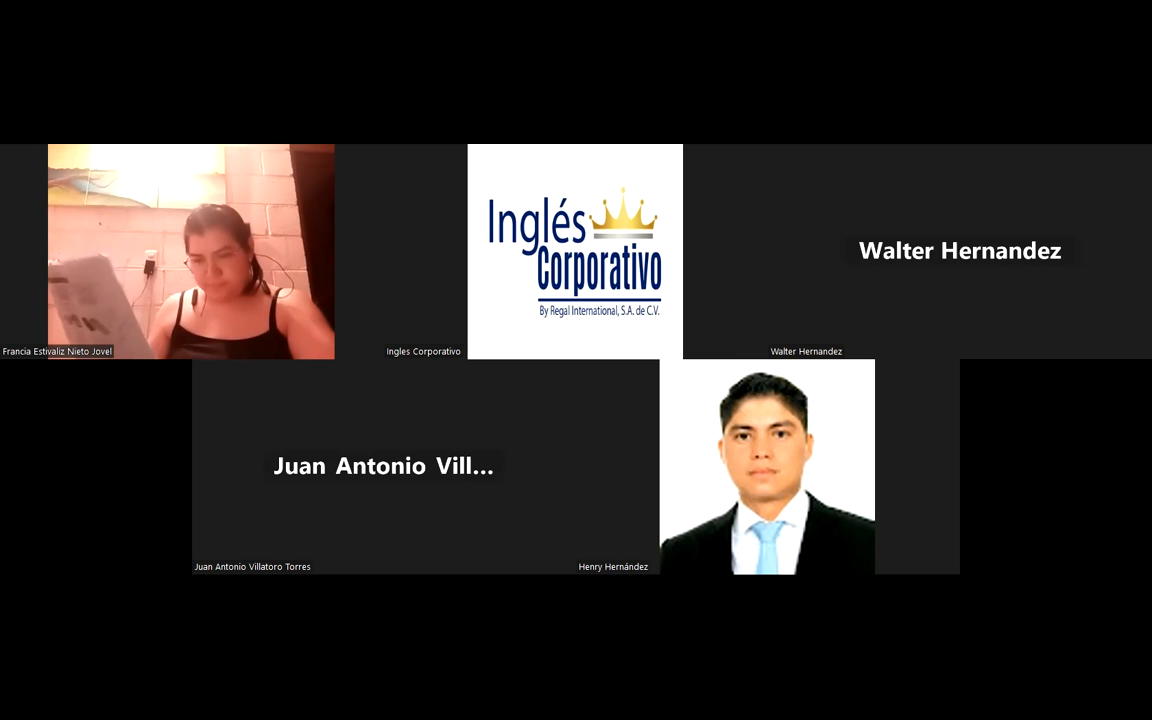 Inglés
Corporativo
By Regal International, S.A. de C.V.
Walter Hernandez
Francia Estivaliz Nieto Jovel
Ingles Corporativo
Walter Hernandez
Juan Antonio Vill...
Juan Antonio Villatoro Torres
Henry Hernández